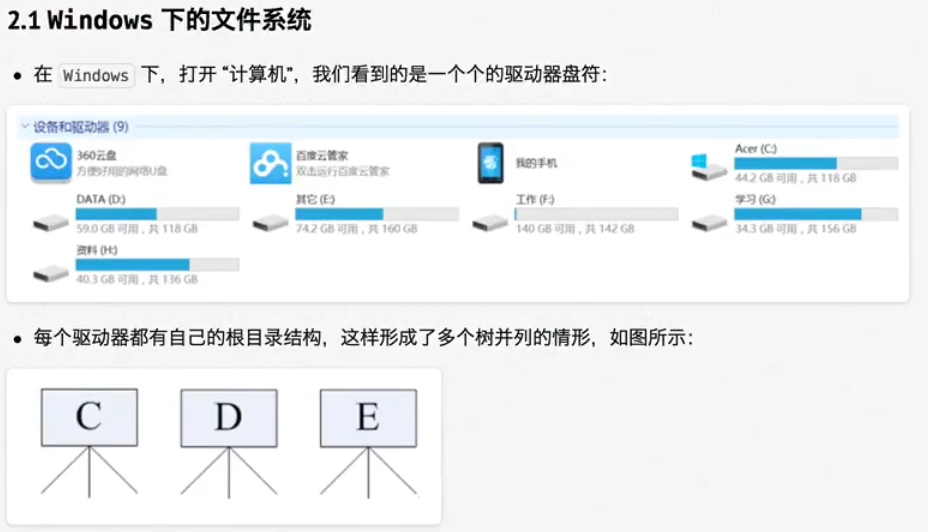 2.1 Windows 下的文件系统
• 在 Windows 下，打开 “计算机”，我们看到的是一个个的驱动器盘符：
设备和驱动器 (9)
360云盘
方便好用的网络U盘
百度云管家
双击运行百度云管家
我的手机
Acer (C:)
44.2 GB 可用，共 118 GB
DATA (D:)
59.0 GB 可用，共 118 GB
其它 (E:)
74.2 GB 可用，共 160 GB
工作 (F:)
140 GB 可用，共 142 GB
学习 (G:)
34.3 GB 可用，共 156 GB
资料 (H:)
40.3 GB 可用，共 136 GB
• 每个驱动器都有自己的根目录结构，这样形成了多个树并列的情形，如图所示：
C
D
E